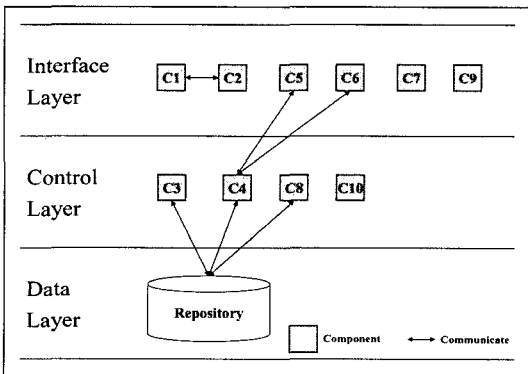 Interface
Layer
C1 C2 C5 C6 C7 C9
Control
Layer
C3 C4 C8 C10
Data
Layer
Repository
Component
Communicate